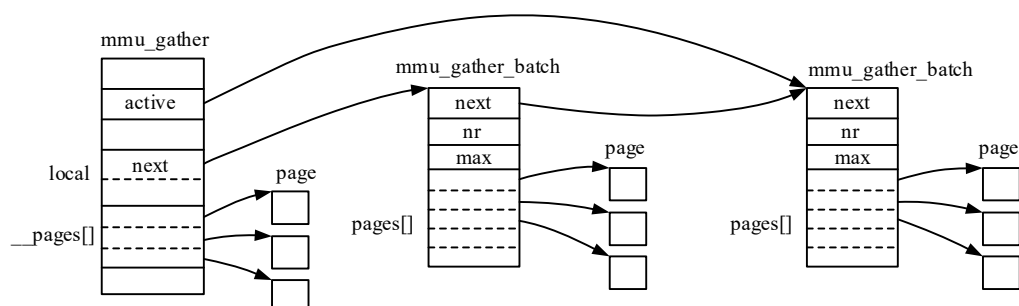 mmu_gather
active
next
local
__pages[]
page
mmu_gather_batch
next
nr
max
pages[]
page
mmu_gather_batch
next
nr
max
pages[]
page